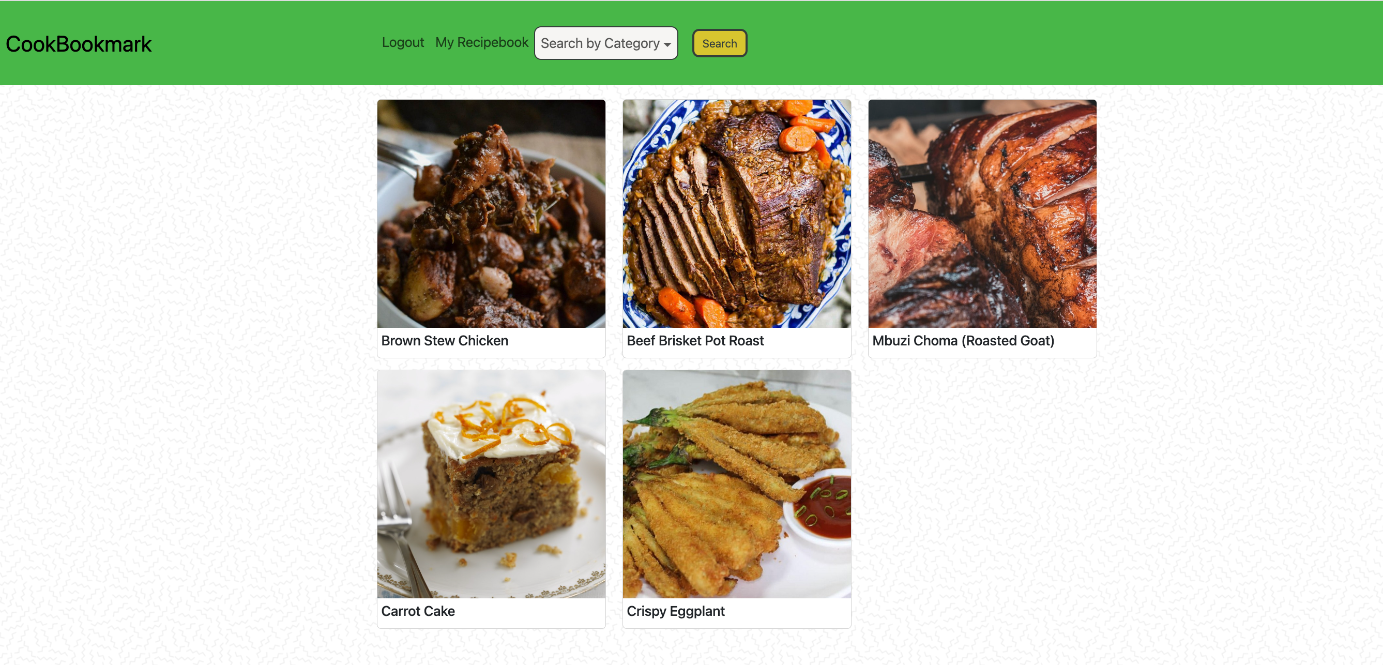 CookBookmark
Logout My Recipebook Search by Category Search
Brown Stew Chicken
Beef Brisket Pot Roast
Mbuzi Choma (Roasted Goat)
Carrot Cake
Crispy Eggplant